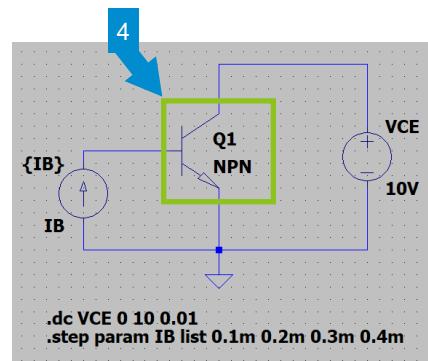 4
Q1
NPN
VCE
10V
{IB}
IB
.dc VCE 0 10 0.01
.step param IB list 0.1m 0.2m 0.3m 0.4m